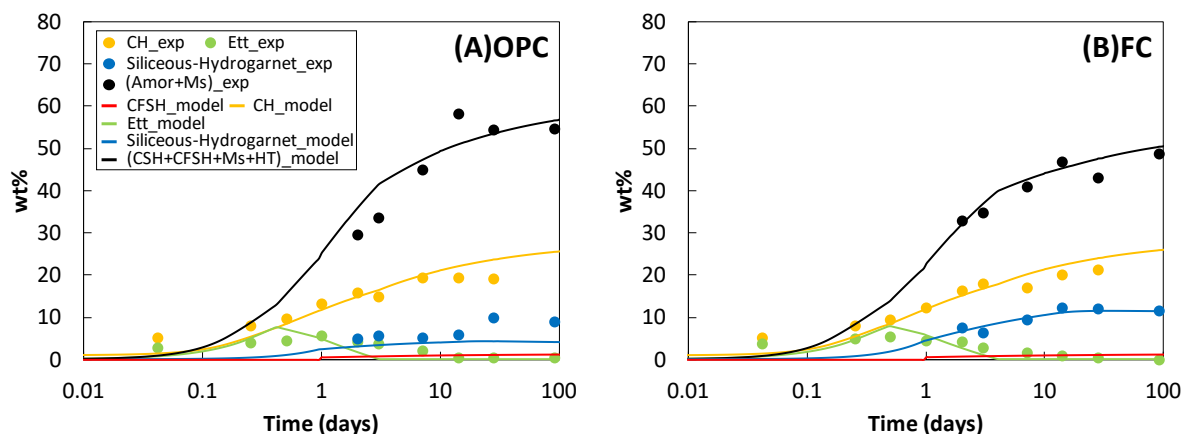 (A)OPC
80
70
60
50
40
30
20
10
0
wt%
CH_exp Ett_exp
Siliceous-Hydrogarnet_exp
(Amor+Ms)_exp
CFSH_model CH_model
Ett_model
Siliceous-Hydrogarnet_model
(CSH+CFSH+Ms+HT)_model
0.01 0.1 1 10 100
Time (days)
(B)FC
80
70
60
50
40
30
20
10
0
wt%
0.01 0.1 1 10 100
Time (days)